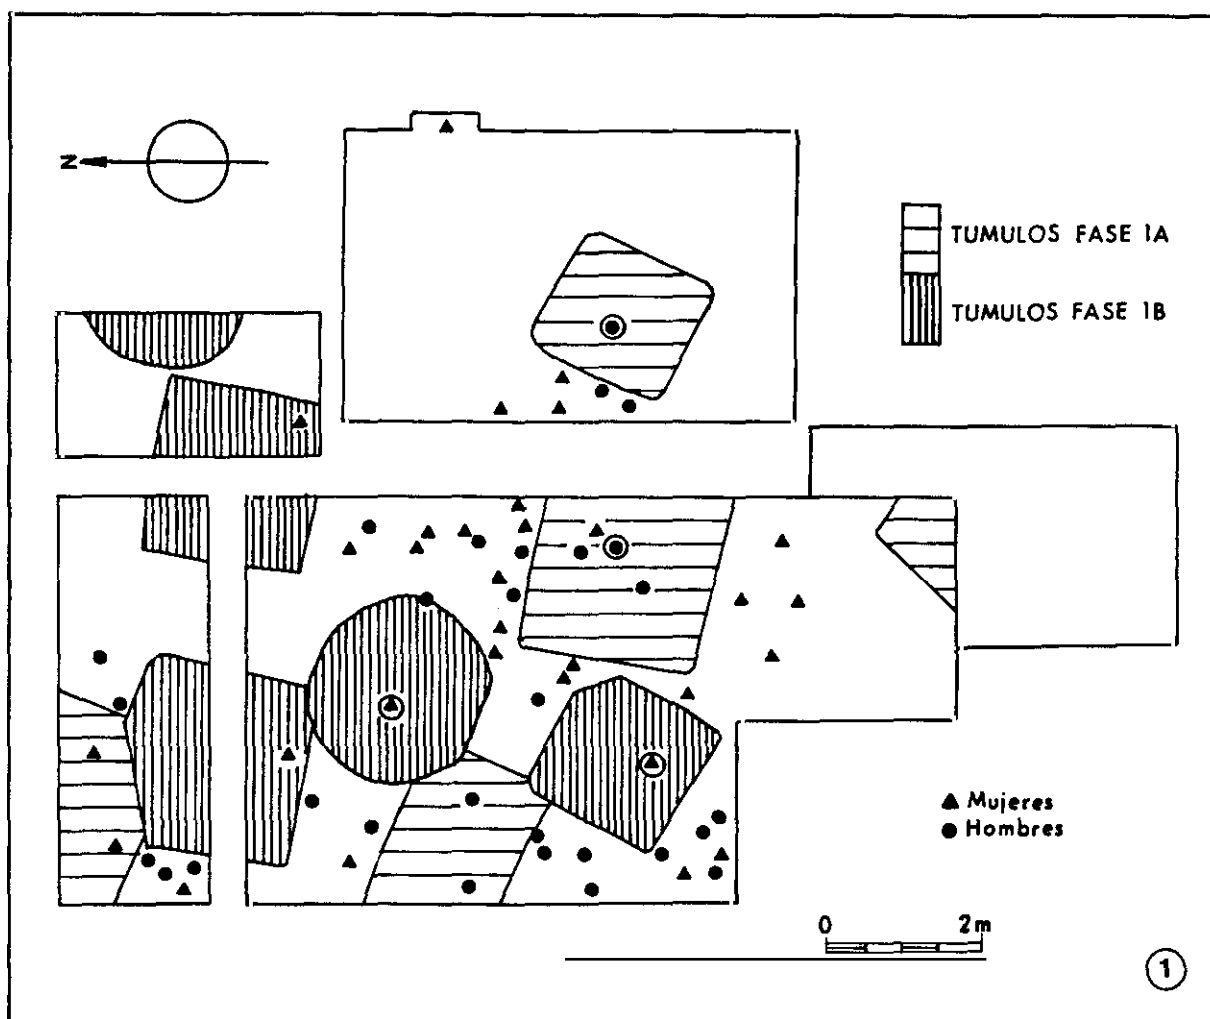 N
TUMULOS FASE 1A
TUMULOS FASE 1B
Mujeres
Hombres
0 2m
1